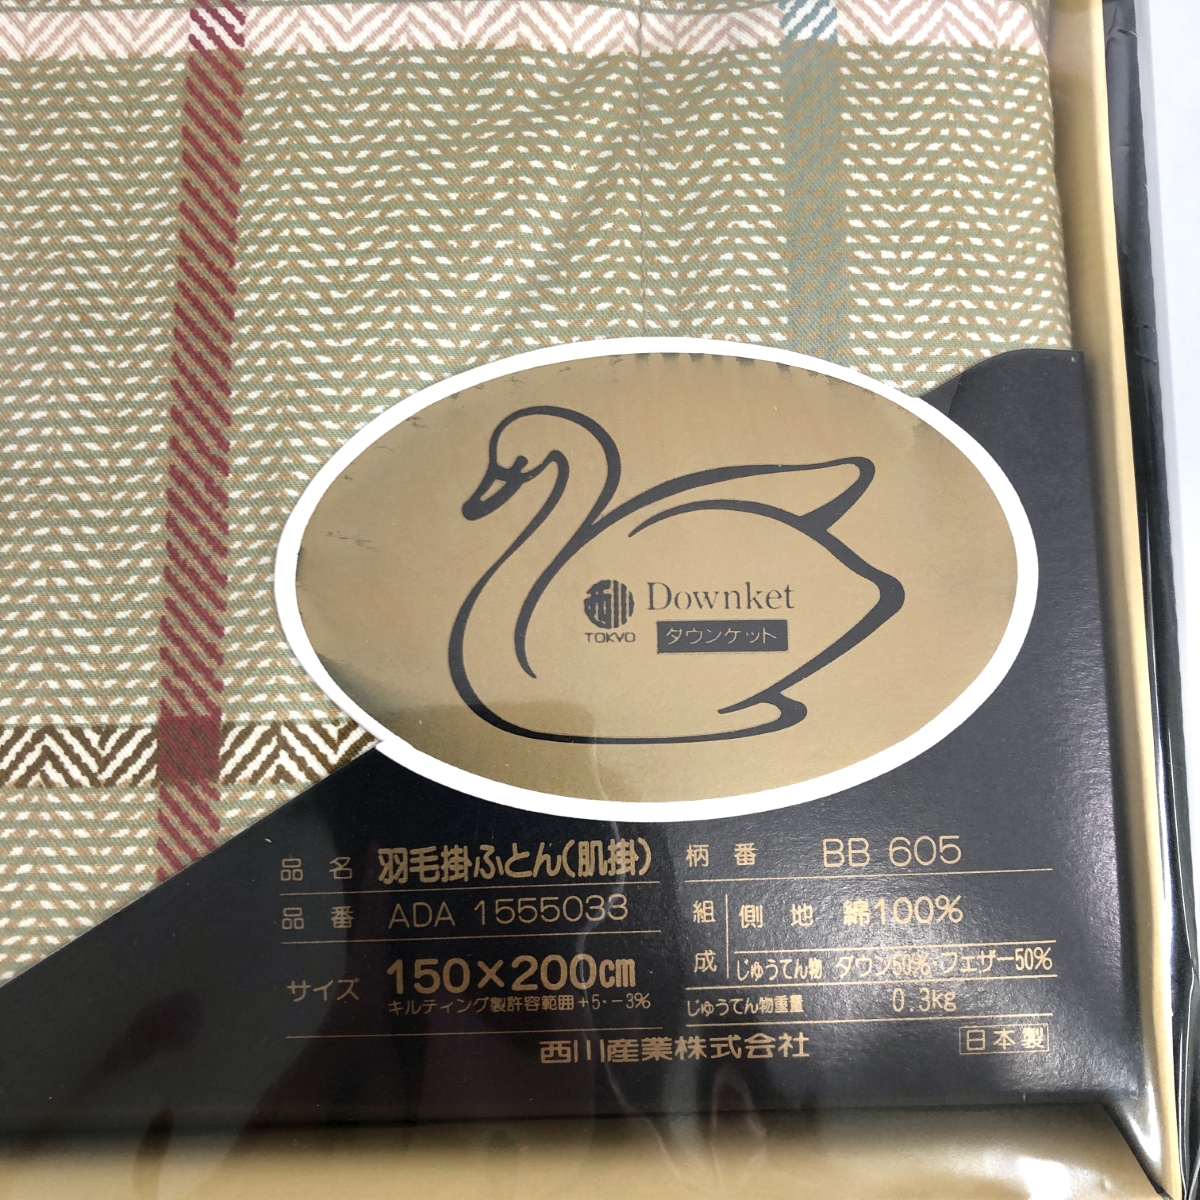 西川
TOKYO
Downket
ダウンケット
品名 羽毛掛ふとん(肌掛)
品番 ADA 1555033
サイズ 150×200cm
キルティング製許容範囲+5・-3%
柄番 BB 605
組成 側地 綿100%
じゅうてん物 ダウン50%・フェザー50%
じゅうてん物重量 0.3kg
西川産業株式会社
日本製